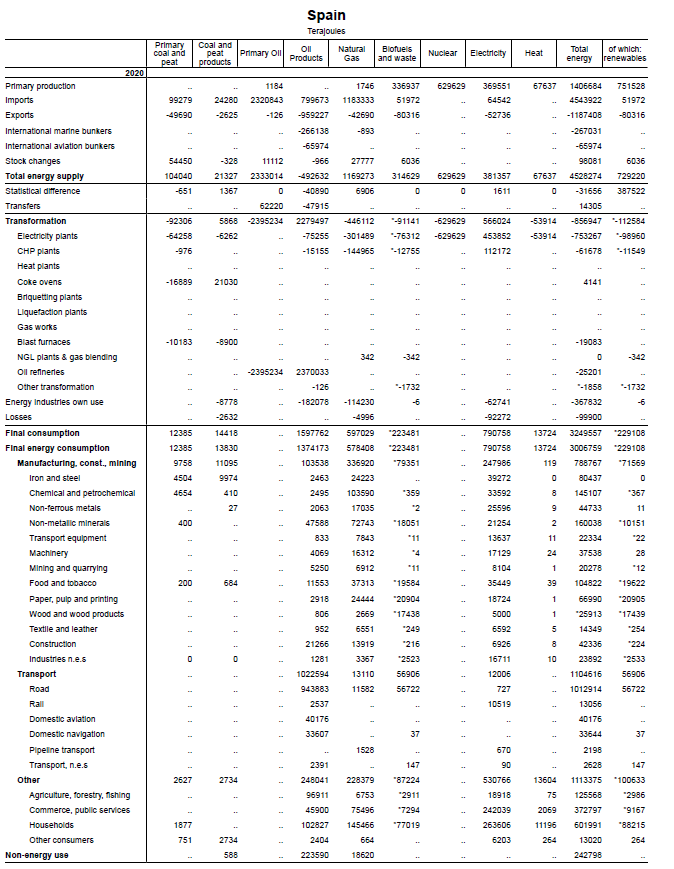 Spain
Terajoules
Primary coal and peat Coal and peat products Primary Oil Oil Products Natural Gas Biofuels and waste Nuclear Electricity Heat Total energy of which: renewables
2020
Primary production .. .. 1184 .. 1746 336937 629629 369551 67637 1406684 751528
Imports 99279 24280 2320843 799673 1183333 51972 .. 64542 .. 4543922 51972
Exports -49690 -2625 -126 -959227 -42690 -80316 .. -52736 .. -1187408 -80316
International marine bunkers .. .. .. -266138 -893 .. .. .. .. -267031 ..
International aviation bunkers .. .. .. -65974 .. .. .. .. .. -65974 ..
Stock changes 54450 -328 11112 -966 27777 6036 .. .. .. 98081 6036
Total energy supply 104040 21327 2333014 -492632 1169273 314629 629629 381357 67637 4528274 729220
Statistical difference -651 1367 0 -40890 6906 0 0 1611 0 -31656 387522
Transfers .. .. 62220 -47915 .. .. .. .. .. 14305 ..
Transformation -92306 5868 -2395234 2279497 -446112 *-91141 -629629 566024 -53914 -856947 *-112584
Electricity plants -64258 -6262 .. -75255 -301489 *-76312 -629629 453852 -53914 -753267 *-98960
CHP plants -976 .. .. -15155 -144965 *-12755 .. 112172 .. -61678 *-11549
Heat plants .. .. .. .. .. .. .. .. .. .. ..
Coke ovens -16889 21030 .. .. .. .. .. .. .. 4141 ..
Briquetting plants .. .. .. .. .. .. .. .. .. .. ..
Liquefaction plants .. .. .. .. .. .. .. .. .. .. ..
Gas works .. .. .. .. .. .. .. .. .. .. ..
Blast furnaces -10183 -8900 .. .. .. .. .. .. .. -19083 ..
NGL plants & gas blending .. .. .. .. 342 -342 .. .. .. 0 -342
Oil refineries .. .. -2395234 2370033 .. .. .. .. .. -25201 ..
Other transformation .. .. .. -126 .. *-1732 .. .. .. *-1858 *-1732
Energy industries own use .. -8778 .. -182078 -114230 -6 .. -62741 .. -367832 -6
Losses .. -2632 .. .. -4996 .. .. -92272 .. -99900 ..
Final consumption 12385 14418 .. 1597762 597029 *223481 .. 790758 13724 3249557 *229108
Final energy consumption 12385 13830 .. 1374173 578408 *223481 .. 790758 13724 3006759 *229108
Manufacturing, const., mining 9758 11095 .. 103538 336920 *79351 .. 247986 119 788767 *71569
Iron and steel 4504 9974 .. 2463 24223 .. .. 39272 0 80437 0
Chemical and petrochemical 4654 410 .. 2495 103590 *359 .. 33592 8 145107 *367
Non-ferrous metals .. 27 .. 2063 17035 *2 .. 25596 9 44733 11
Non-metallic minerals 400 .. .. 47588 72743 *18051 .. 21254 2 160038 *10151
Transport equipment .. .. .. 833 7843 *11 .. 13637 11 22334 *22
Machinery .. .. .. 4069 16312 *4 .. 17129 24 37538 28
Mining and quarrying .. .. .. 5250 6912 *11 .. 8104 1 20278 *12
Food and tobacco 200 684 .. 11553 37313 *19584 .. 35449 39 104822 *19622
Paper, pulp and printing .. .. .. 2918 24444 *20904 .. 18724 1 66990 *20905
Wood and wood products .. .. .. 806 2669 *17438 .. 5000 1 *25913 *17439
Textile and leather .. .. .. 952 6551 *249 .. 6592 5 14349 *254
Construction .. .. .. 21266 13919 *216 .. 6926 8 42336 *224
Industries n.e.s 0 0 .. 1281 3367 *2523 .. 16711 10 23892 *2533
Transport .. .. .. 1022594 13110 56906 .. 12006 .. 1104616 56906
Road .. .. .. 943883 11582 56722 .. 727 .. 1012914 56722
Rail .. .. .. 2537 .. .. .. 10519 .. 13056 ..
Domestic aviation .. .. .. 40176 .. .. .. .. .. 40176 ..
Domestic navigation .. .. .. 33607 .. 37 .. .. .. 33644 37
Pipeline transport .. .. .. .. 1528 .. .. 670 .. 2198 ..
Transport, n.e.s .. .. .. 2391 .. 147 .. 90 .. 2628 147
Other 2627 2734 .. 248041 228379 *87224 .. 530766 13604 1113375 *100633
Agriculture, forestry, fishing .. .. .. 96911 6753 *2911 .. 18918 75 125568 *2986
Commerce, public services .. .. .. 45900 75496 *7294 .. 242039 2069 372797 *9167
Households 1877 .. .. 102827 145466 *77019 .. 263606 11196 601991 *88215
Other consumers 751 2734 .. 2404 664 .. .. 6203 264 13020 264
Non-energy use .. 588 .. 223590 18620 .. .. .. .. 242798 ..